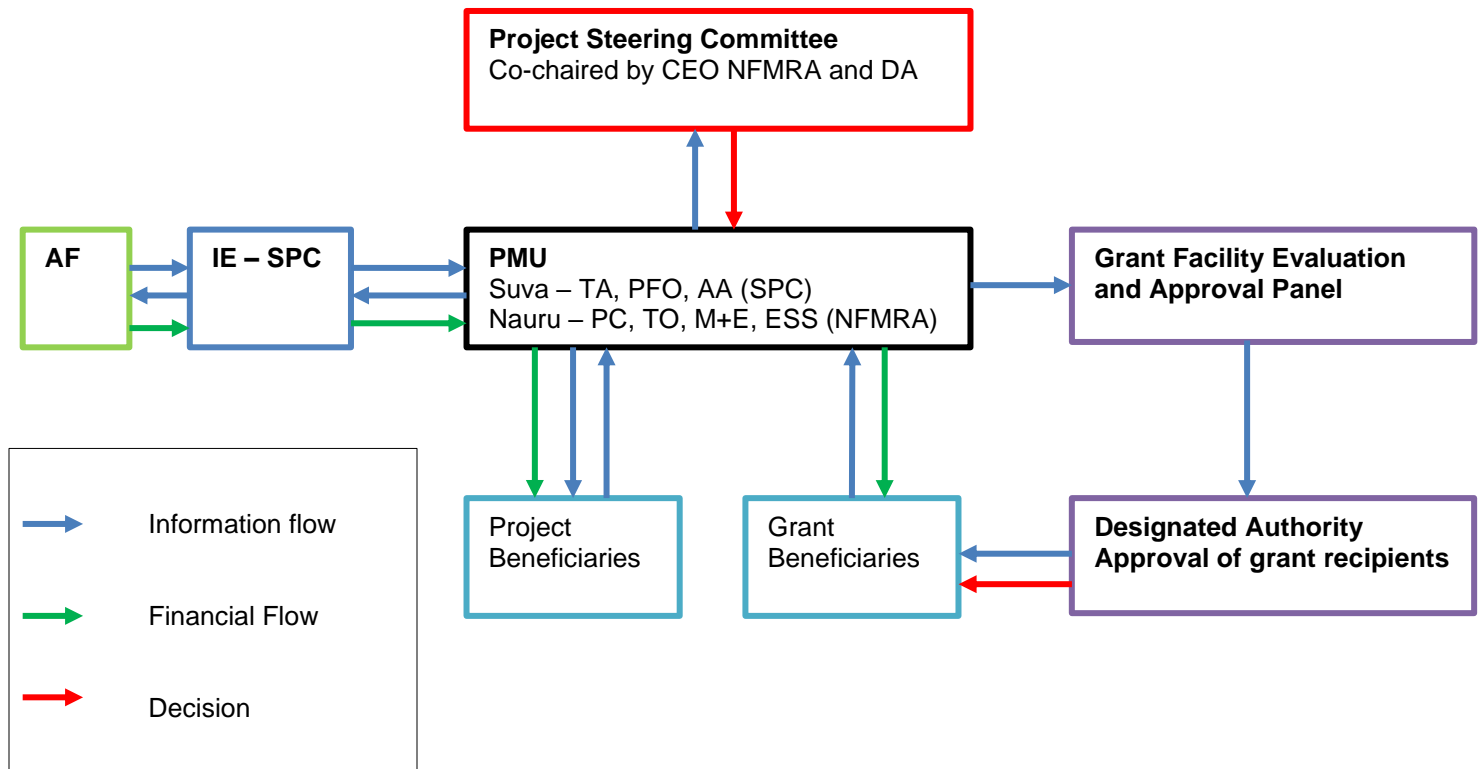 Project Steering Committee
Co-chaired by CEO NFMRA and DA
AF
IE – SPC
PMU
Suva – TA, PFO, AA (SPC)
Nauru – PC, TO, M+E, ESS (NFMRA)
Grant Facility Evaluation
and Approval Panel
Project
Beneficiaries
Grant
Beneficiaries
Designated Authority
Approval of grant recipients
Information flow
Financial Flow
Decision